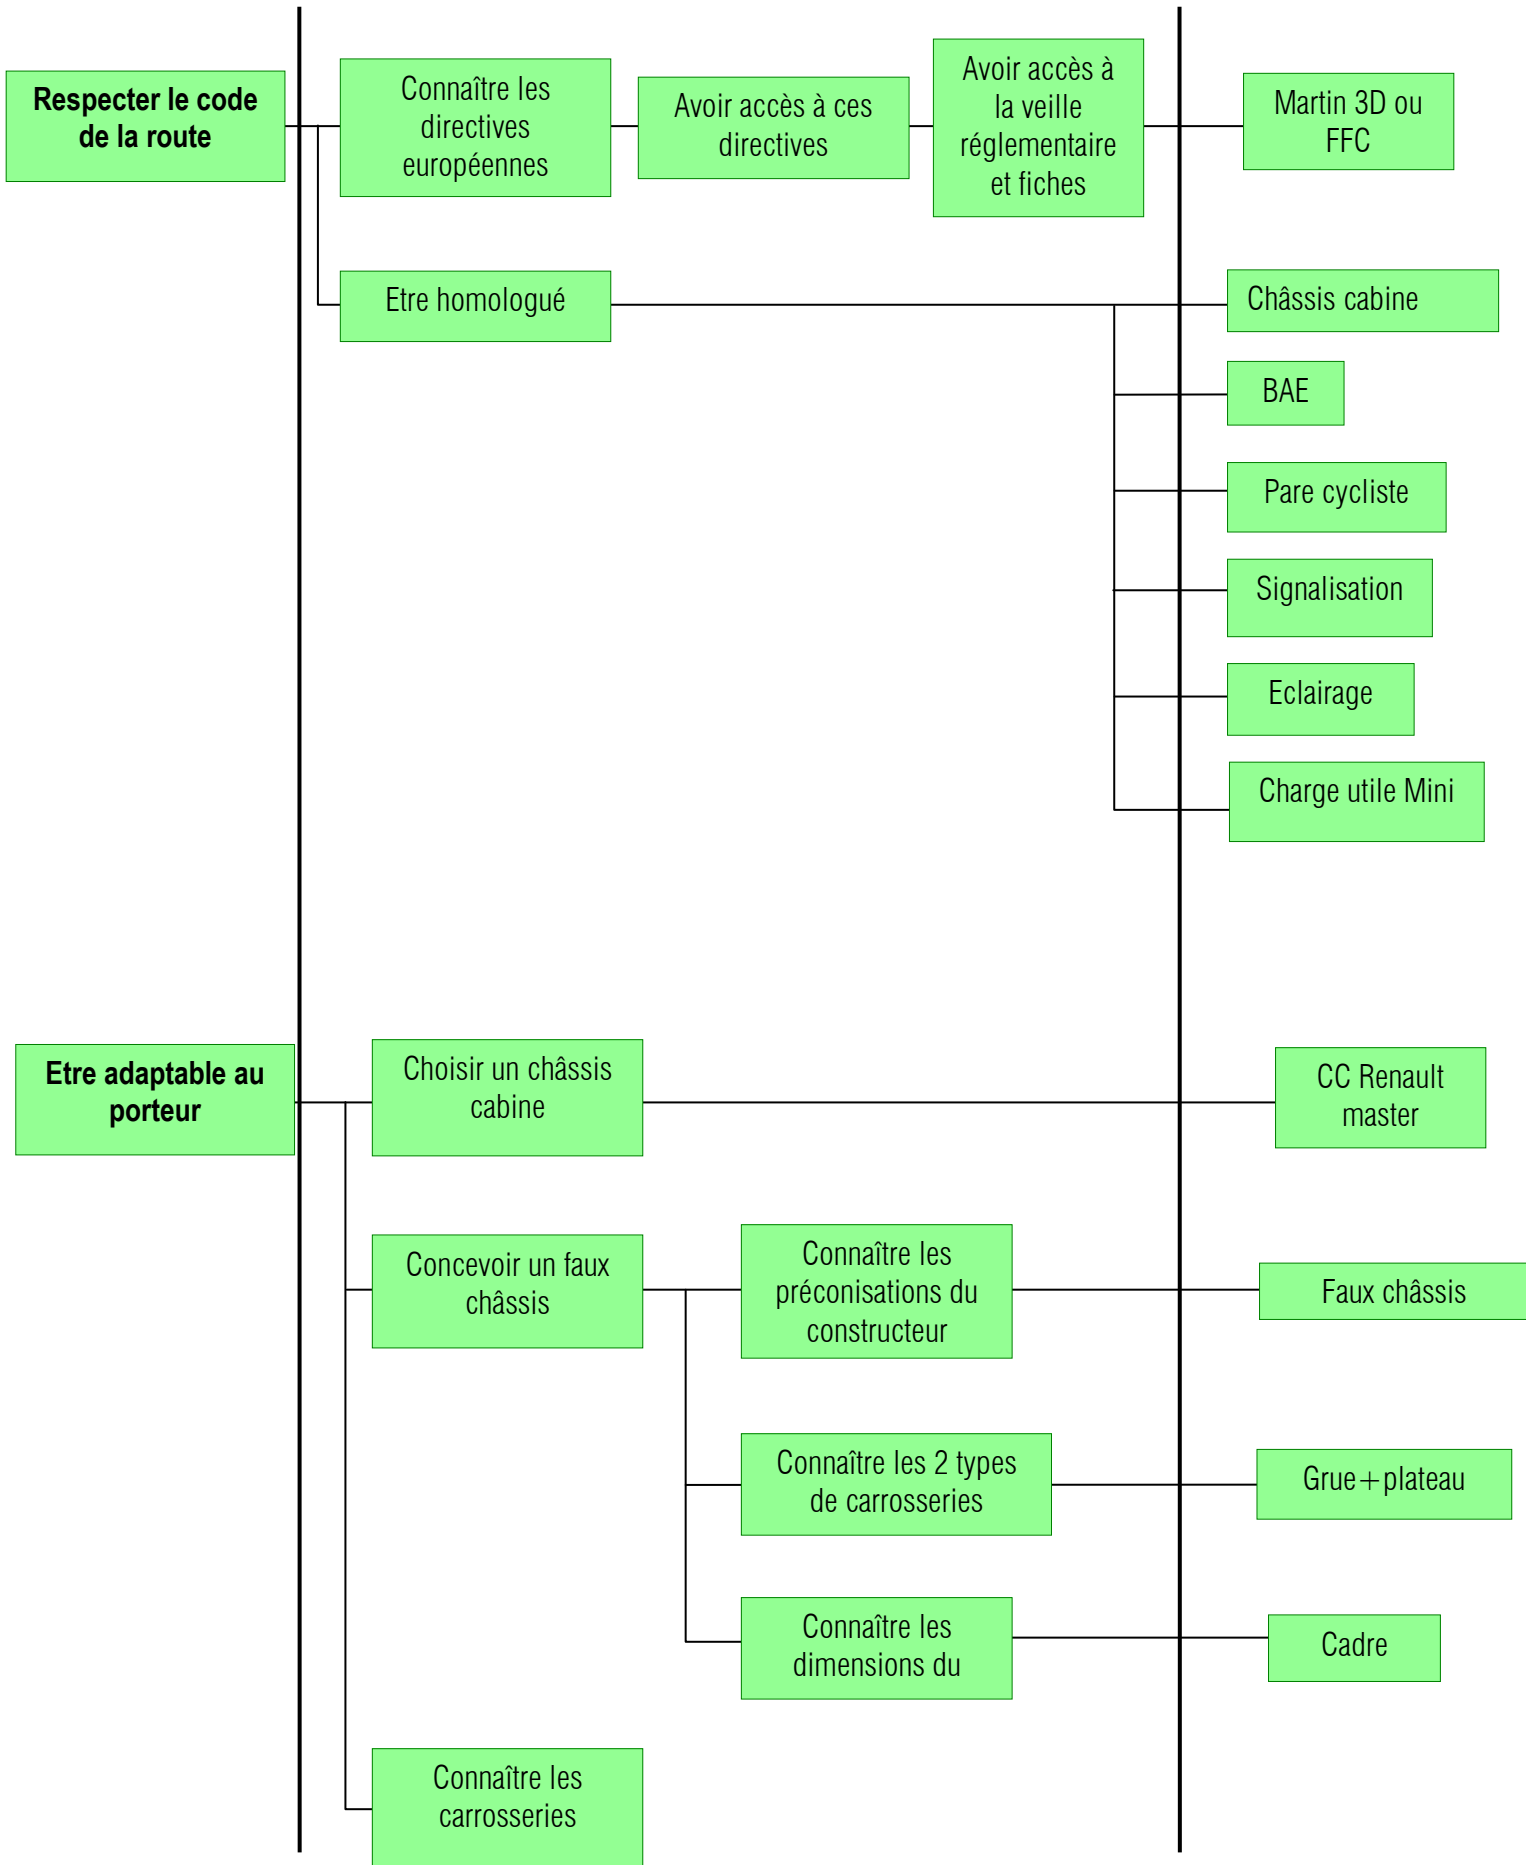 Respecter le code
de la route
Connaître les
directives
européennes
Avoir accès à ces
directives
Avoir accès à
la veille
réglementaire
et fiches
Martin 3D ou
FFC
Etre homologué
Châssis cabine
BAE
Pare cycliste
Signalisation
Eclairage
Charge utile Mini
Etre adaptable au
porteur
Choisir un châssis
cabine
CC Renault
master
Concevoir un faux
châssis
Connaître les
préconisations du
constructeur
Faux châssis
Connaître les 2 types
de carrosseries
Grue+plateau
Connaître les
dimensions du
Cadre
Connaître les
carrosseries